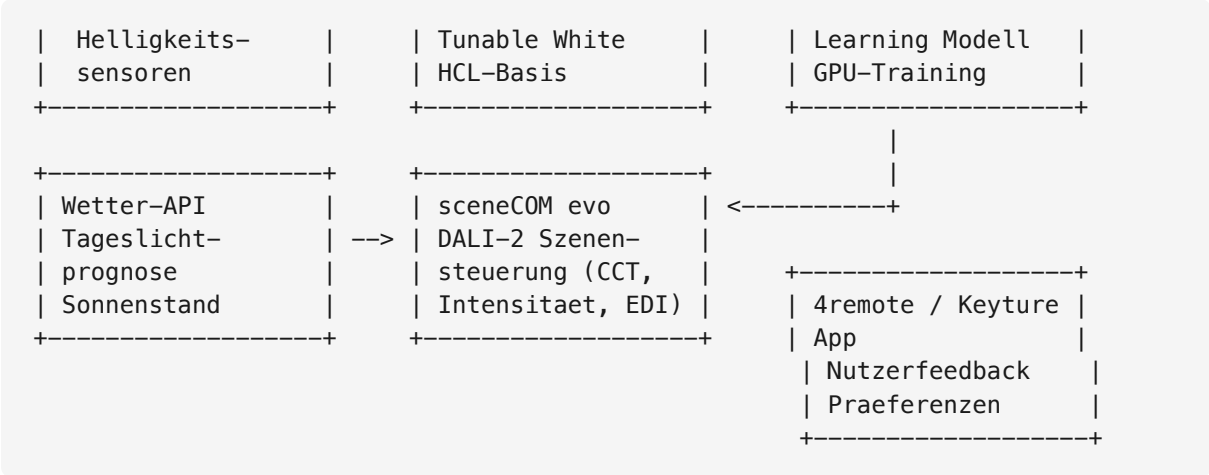 |  Helligkeits-     |     | Tunable White     |     | Learning Modell   |
|  sensoren         |     | HCL-Basis         |     | GPU-Training      |
+-------------------+     +-------------------+     +-------------------+
                                                           |
+-------------------+     +-------------------+            |
| Wetter-API        |     | sceneCOM evo      | <----------+
| Tageslicht-       | --> | DALI-2 Szenen-    |
| prognose          |     | steuerung (CCT,   |     +-------------------+
| Sonnenstand       |     | Intensitaet, EDI) |     | 4remote / Keyture |
+-------------------+     +-------------------+     | App               |
                                                     | Nutzerfeedback    |
                                                     | Praeferenzen      |
                                                     +-------------------+